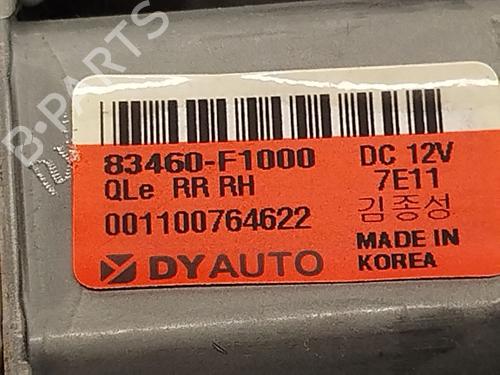 B-PARTS
83460-F1000 DC 12V
QLe RR RH 7E11
001100764622 김종성
DYAUTO MADE IN
KOREA